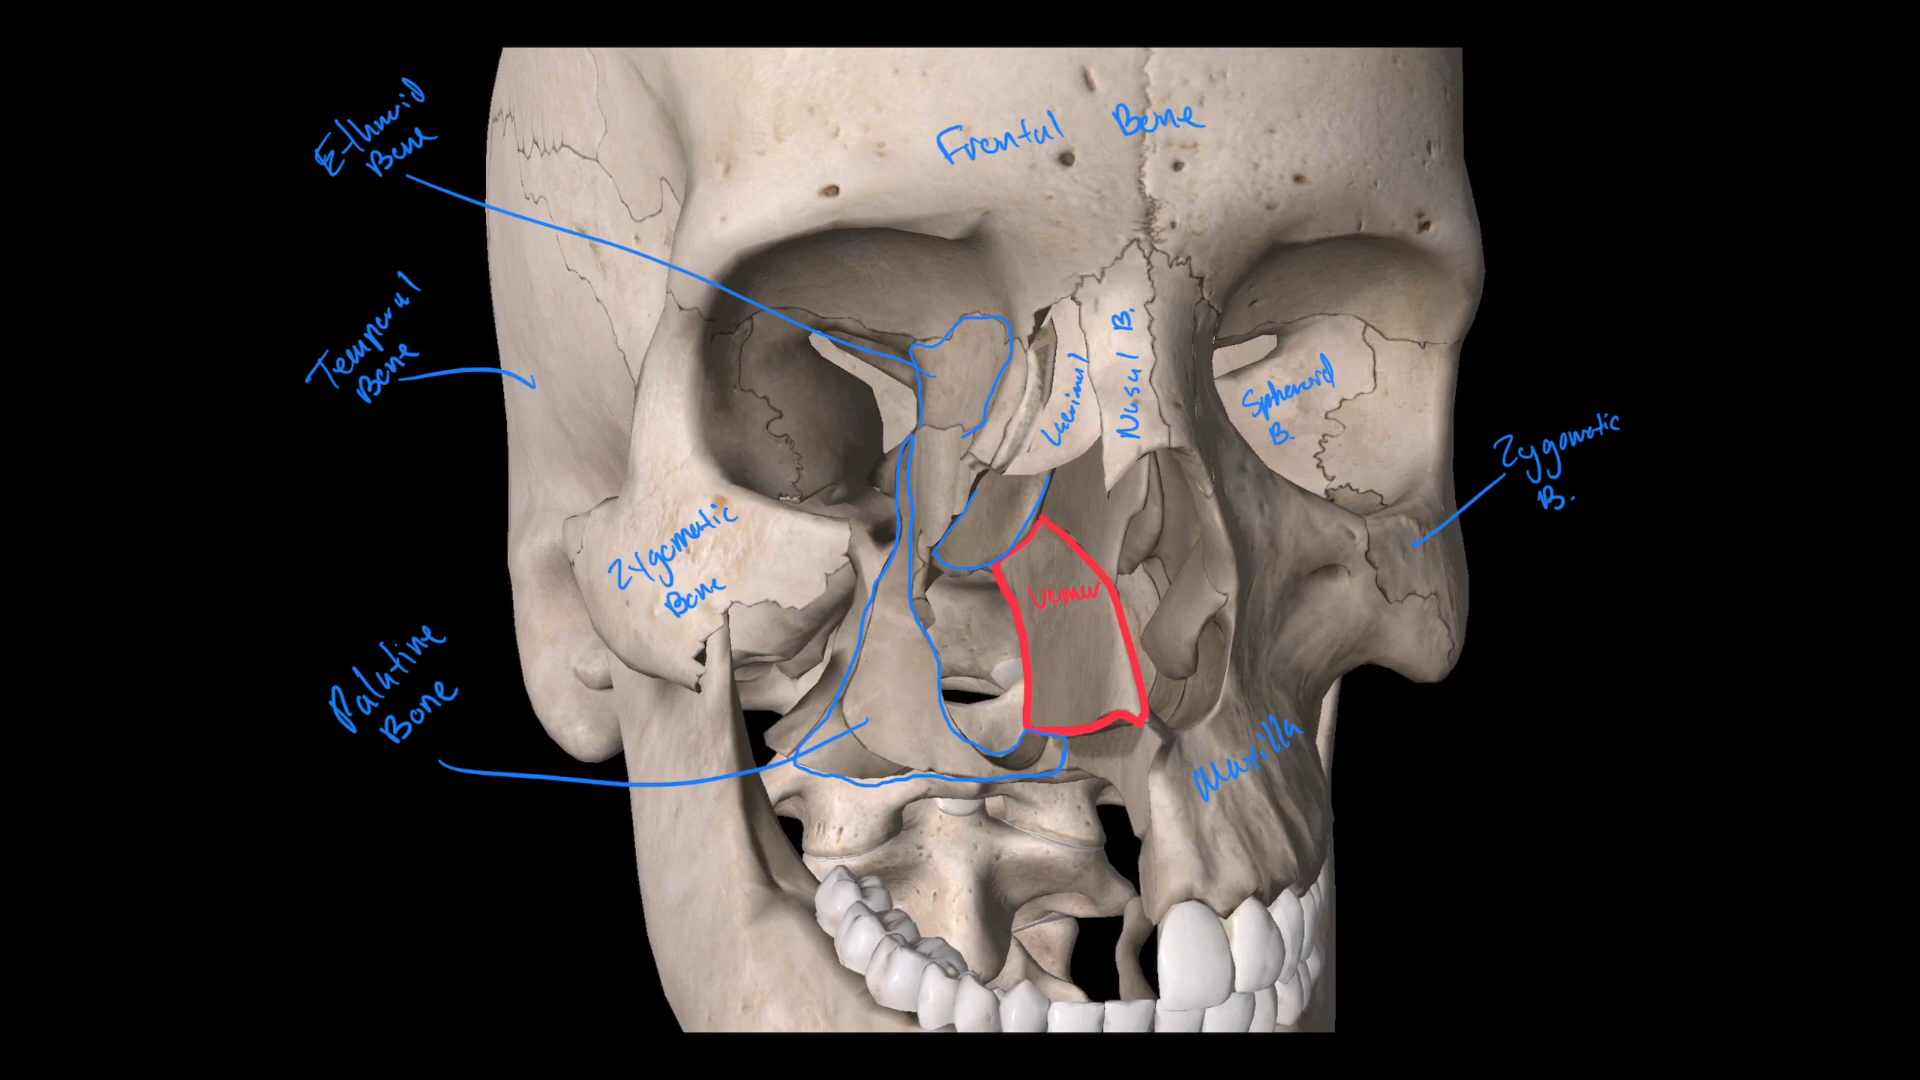 Ethmoid
Bone
Frontal Bone
Temporal
Bone
Lacrimal
Nasal B.
Sphenoid
B.
Zygomatic
B.
Zygomatic
Bone
Vomer
Palatine
Bone
Maxilla